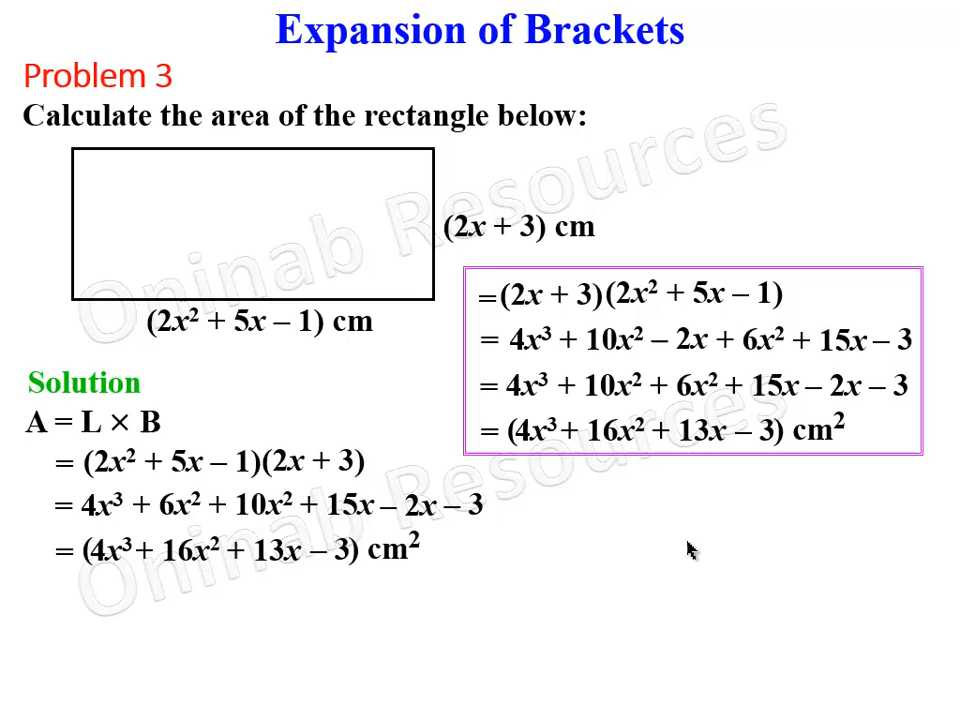 Expansion of Brackets
Problem 3
Calculate the area of the rectangle below:
(2x + 3) cm
(2x² + 5x – 1) cm
Solution
A = L × B
= (2x² + 5x – 1)(2x + 3)
= 4x³ + 6x² + 10x² + 15x – 2x – 3
= (4x³ + 16x² + 13x – 3) cm²
= (2x + 3)(2x² + 5x – 1)
= 4x³ + 10x² – 2x + 6x² + 15x – 3
= 4x³ + 10x² + 6x² + 15x – 2x – 3
= (4x³ + 16x² + 13x – 3) cm²
Oninab Resources
Oninab Resources